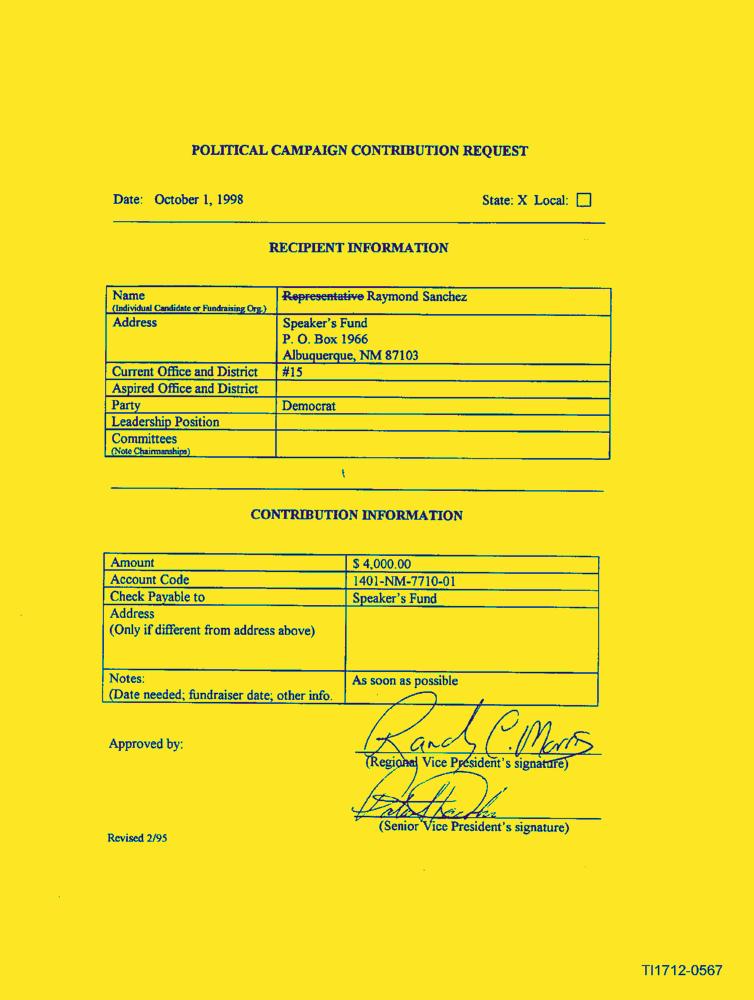 POLITICAL CAMPAIGN CONTRIBUTION REQUEST
Date: October 1, 1998 State: X Local: ☐
RECIPIENT INFORMATION
Name Representative Raymond Sanchez
(Individual Candidate or Fundraising Org.)
Address Speaker's Fund
P. O. Box 1966
Albuquerque, NM 87103
Current Office and District #15
Aspired Office and District
Party Democrat
Leadership Position
Committees
(Note Chairmanships)
CONTRIBUTION INFORMATION
Amount $ 4,000.00
Account Code 1401-NM-7710-01
Check Payable to Speaker's Fund
Address
(Only if different from address above)
Notes: As soon as possible
(Date needed; fundraiser date; other info.
Randy C. Morris
Approved by:
(Regional Vice President's signature)
(Senior Vice President's signature)
Revised 2/95
TI1712-0567